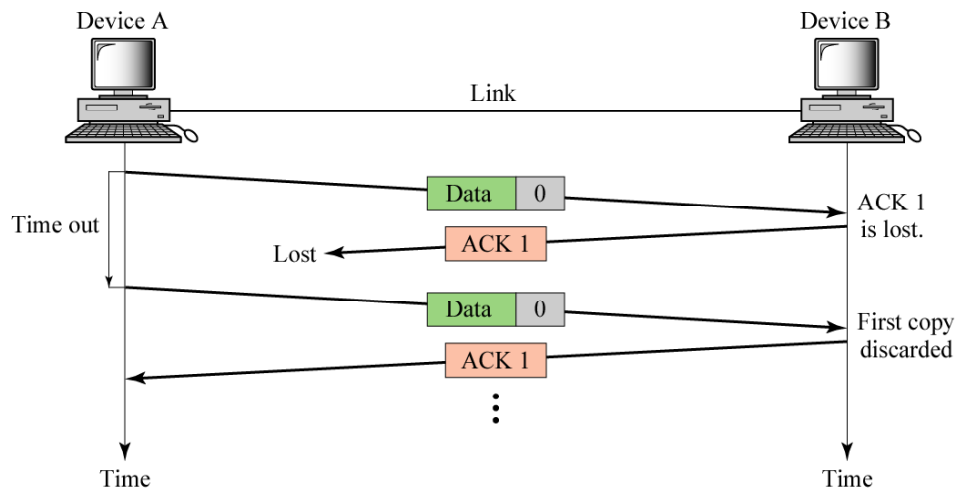 Device A
Device B
Link
Data 0
Time out
ACK 1
is lost.
ACK 1
Lost
Data 0
First copy
discarded
ACK 1
Time
Time